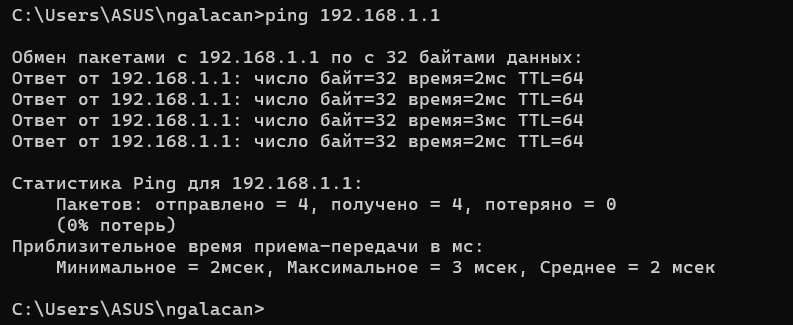 C:\Users\ASUS\ngalacan>ping 192.168.1.1
Обмен пакетами с 192.168.1.1 по с 32 байтами данных:
Ответ от 192.168.1.1: число байт=32 время=2мс TTL=64
Ответ от 192.168.1.1: число байт=32 время=2мс TTL=64
Ответ от 192.168.1.1: число байт=32 время=3мс TTL=64
Ответ от 192.168.1.1: число байт=32 время=2мс TTL=64
Статистика Ping для 192.168.1.1:
    Пакетов: отправлено = 4, получено = 4, потеряно = 0
    (0% потерь)
Приблизительное время приема-передачи в мс:
    Минимальное = 2мсек, Максимальное = 3 мсек, Среднее = 2 мсек
C:\Users\ASUS\ngalacan>